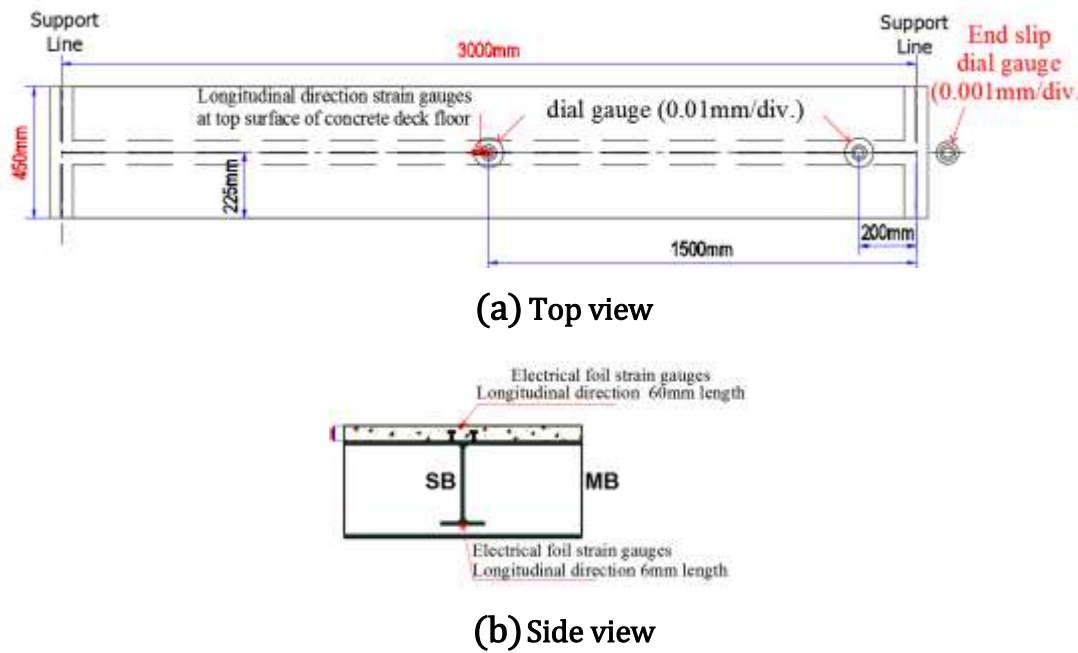 Support
Line
3000mm
Support
Line
End slip
dial gauge
(0.001mm/div.
Longitudinal direction strain gauges
at top surface of concrete deck floor
dial gauge (0.01mm/div.)
450mm
225mm
200mm
1500mm
(a) Top view
Electrical foil strain gauges
Longitudinal direction 60mm length
SB
MB
Electrical foil strain gauges
Longitudinal direction 6mm length
(b) Side view